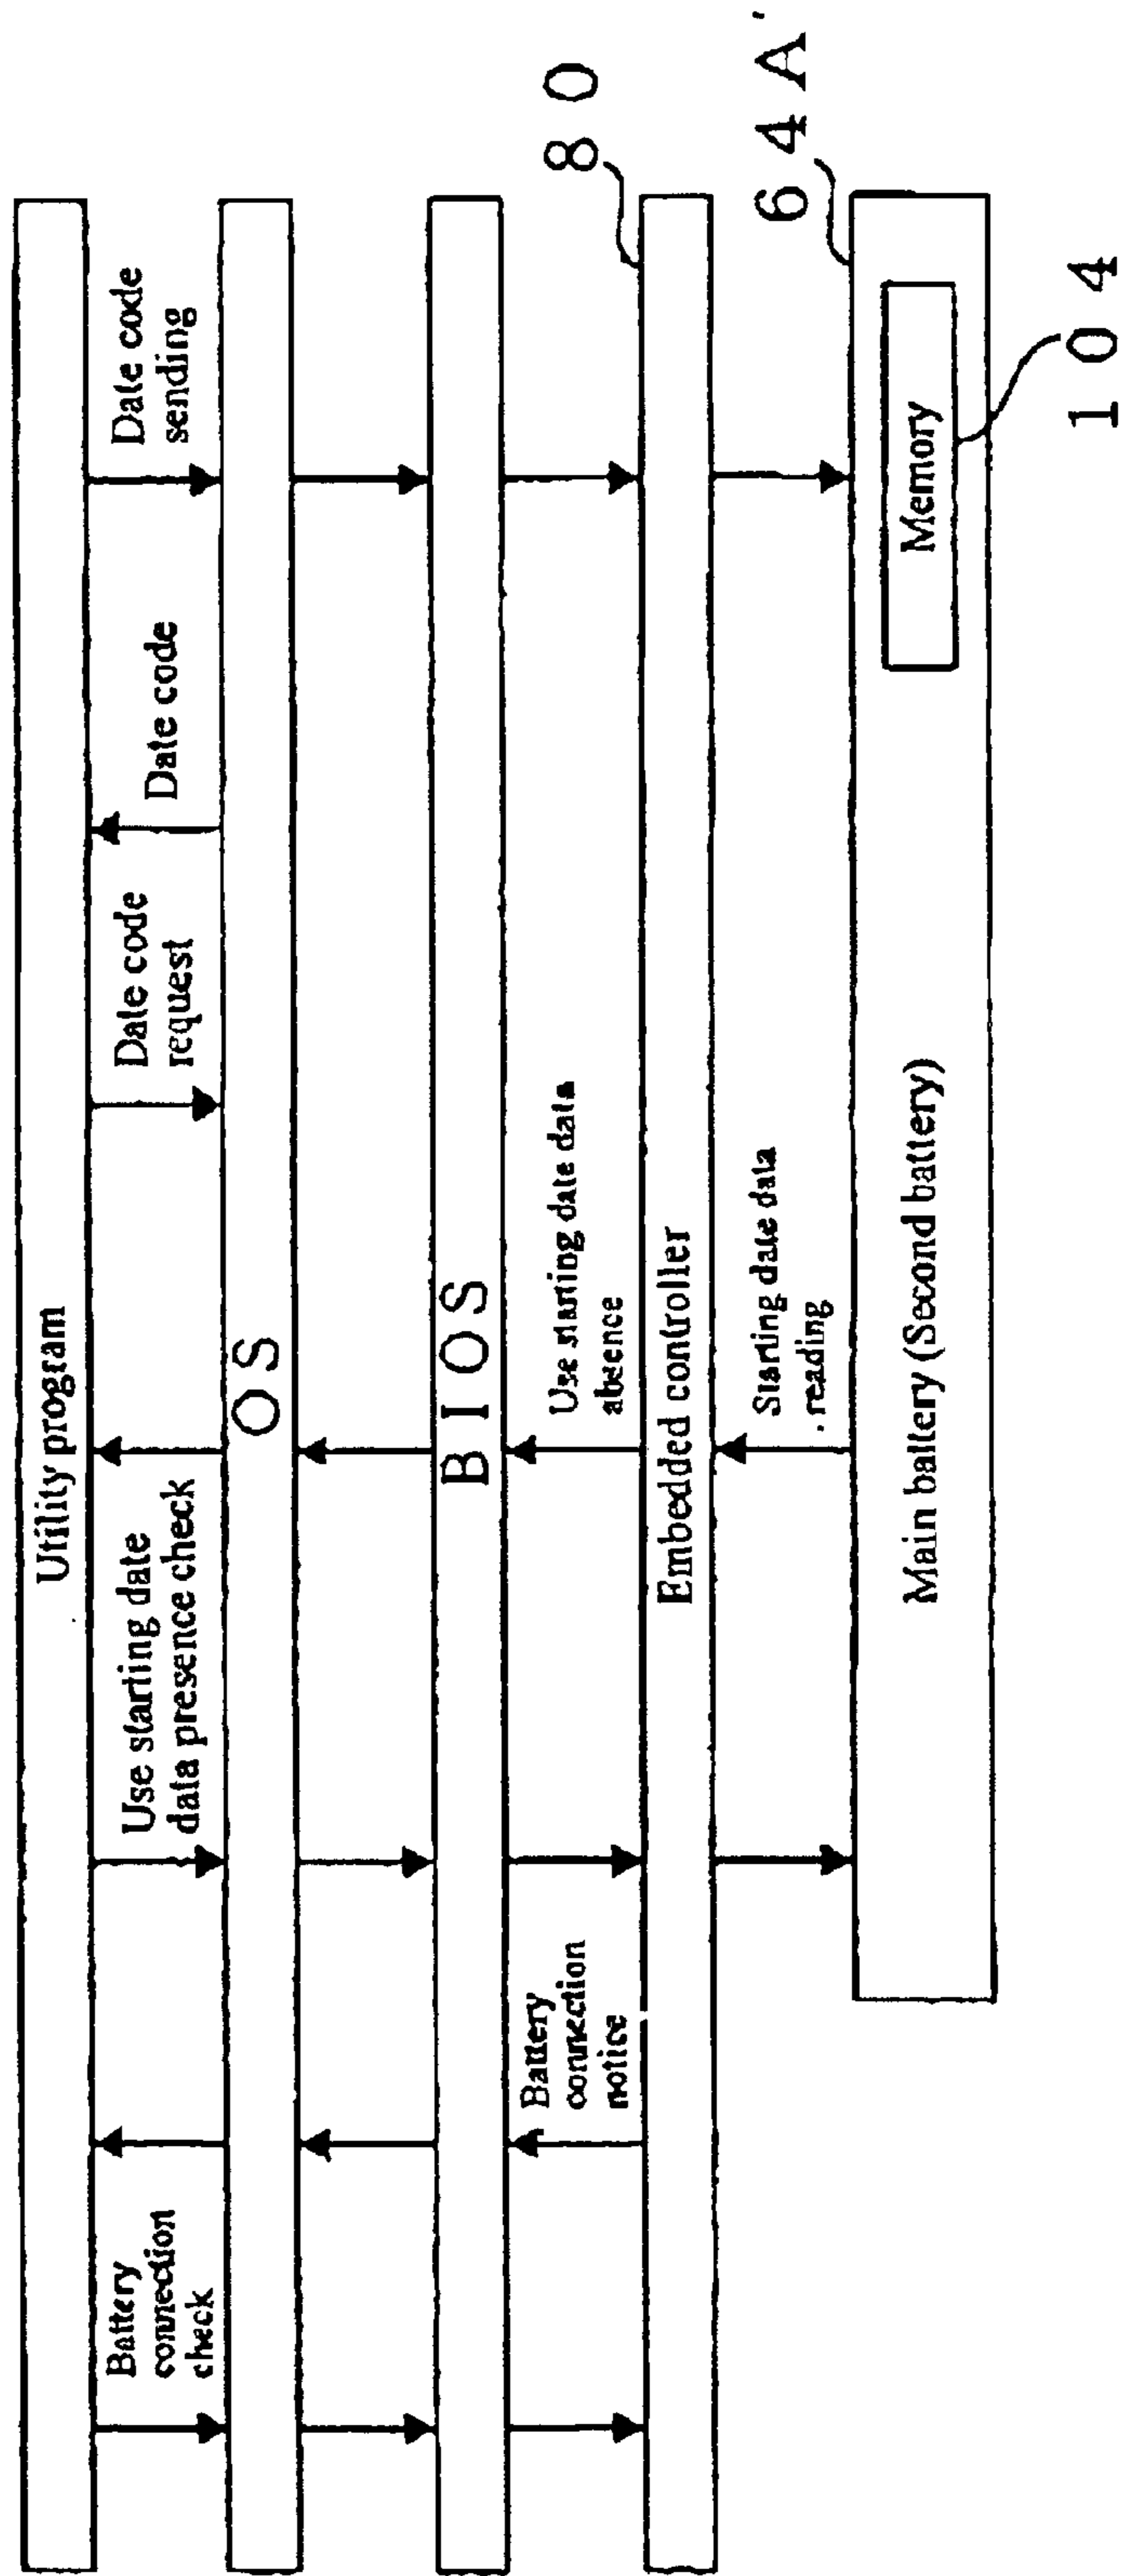 Utility program
Battery
connection
check
Use starting date
data presence check
Date code
request
Date code
Date code
sending
OS
BIOS
Battery
connection
notice
Use starting date data
absence
80
Embedded controller
Starting date data
. reading
64A'
Main battery (Second battery)
Memory
104